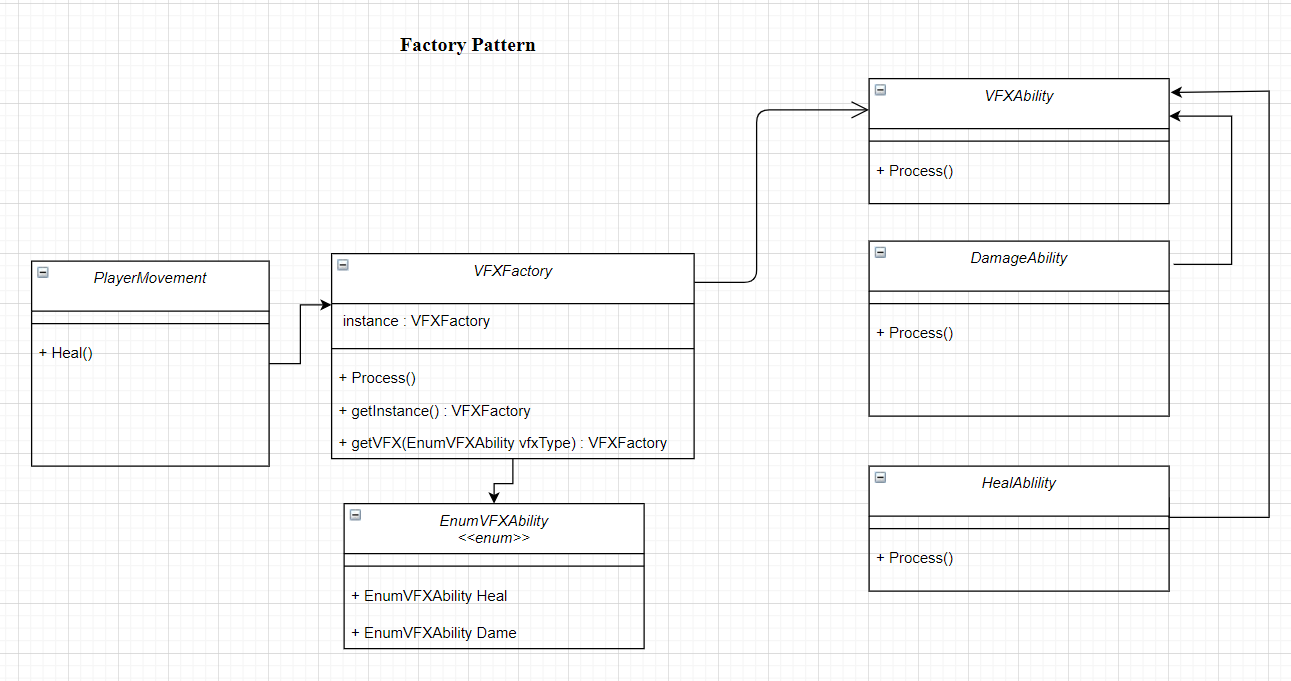 Factory Pattern
VFXAbility
+ Process()
PlayerMovement
+ Heal()
VFXFactory
instance : VFXFactory
+ Process()
+ getInstance() : VFXFactory
+ getVFX(EnumVFXAbility vfxType) : VFXFactory
EnumVFXAbility
<<enum>>
+ EnumVFXAbility Heal
+ EnumVFXAbility Dame
DamageAbility
+ Process()
HealAblility
+ Process()